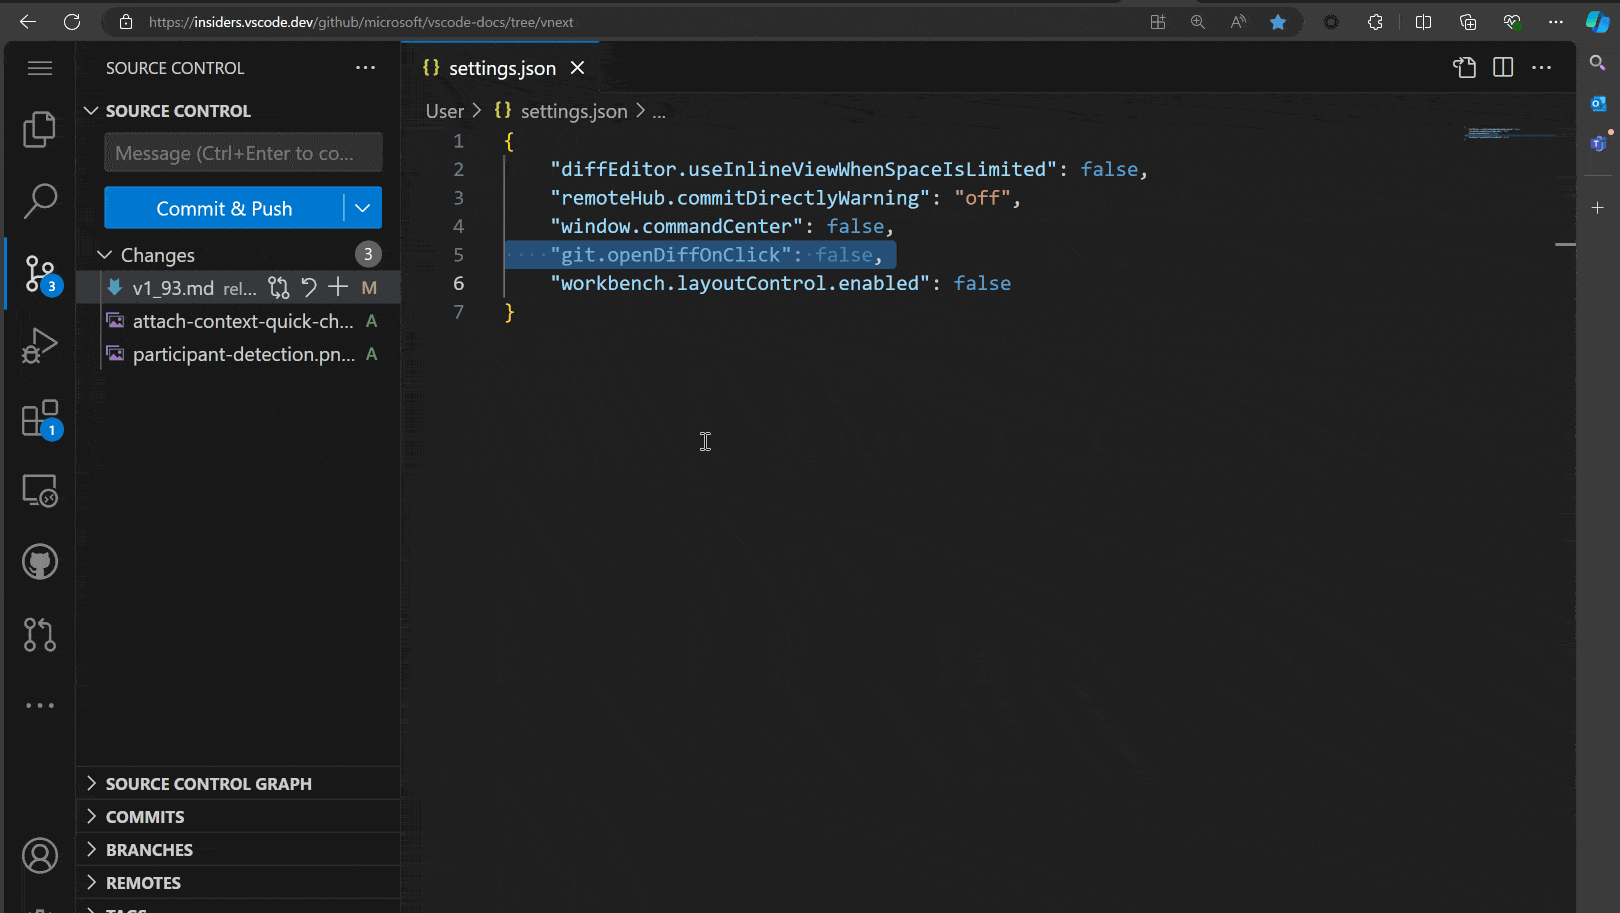 https://insiders.vscode.dev/github/microsoft/vscode-docs/tree/vnext
SOURCE CONTROL
SOURCE CONTROL
Message (Ctrl+Enter to co...
Commit & Push
Changes 3
v1_93.md rel... M
attach-context-quick-ch... A
participant-detection.pn... A
3
1
SOURCE CONTROL GRAPH
COMMITS
BRANCHES
REMOTES
TAGS
{} settings.json
User > {} settings.json > ...
1 {
2 "diffEditor.useInlineViewWhenSpaceIsLimited": false,
3 "remoteHub.commitDirectlyWarning": "off",
4 "window.commandCenter": false,
5 "git.openDiffOnClick": false,
6 "workbench.layoutControl.enabled": false
7 }